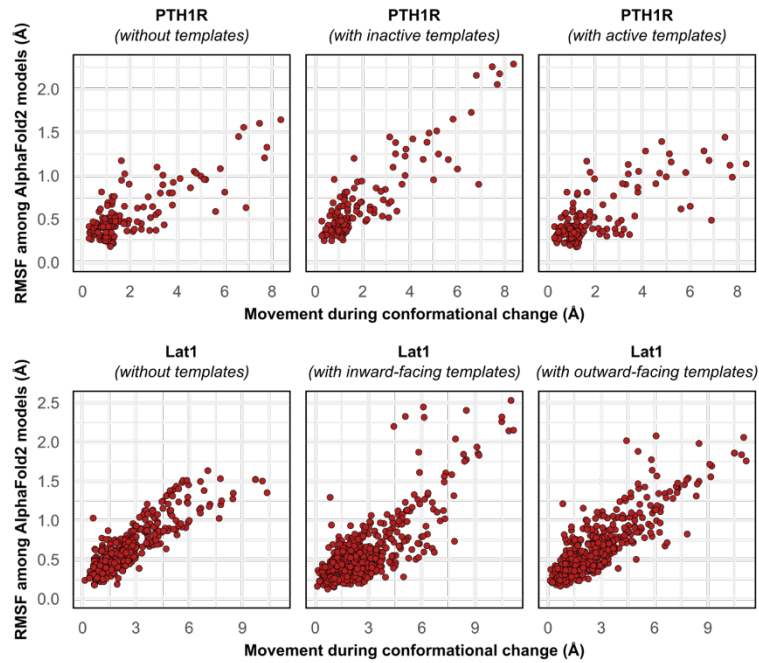 PTH1R PTH1R PTH1R
(without templates) (with inactive templates) (with active templates)
RMSF among AlphaFold2 models (Å)
2.0
1.5
1.0
0.5
0.0
0 2 4 6 8 0 2 4 6 8 0 2 4 6 8
Movement during conformational change (Å)
Lat1 Lat1 Lat1
(without templates) (with inward-facing templates) (with outward-facing templates)
RMSF among AlphaFold2 models (Å)
2.5
2.0
1.5
1.0
0.5
0.0
0 3 6 9 0 3 6 9 0 3 6 9
Movement during conformational change (Å)